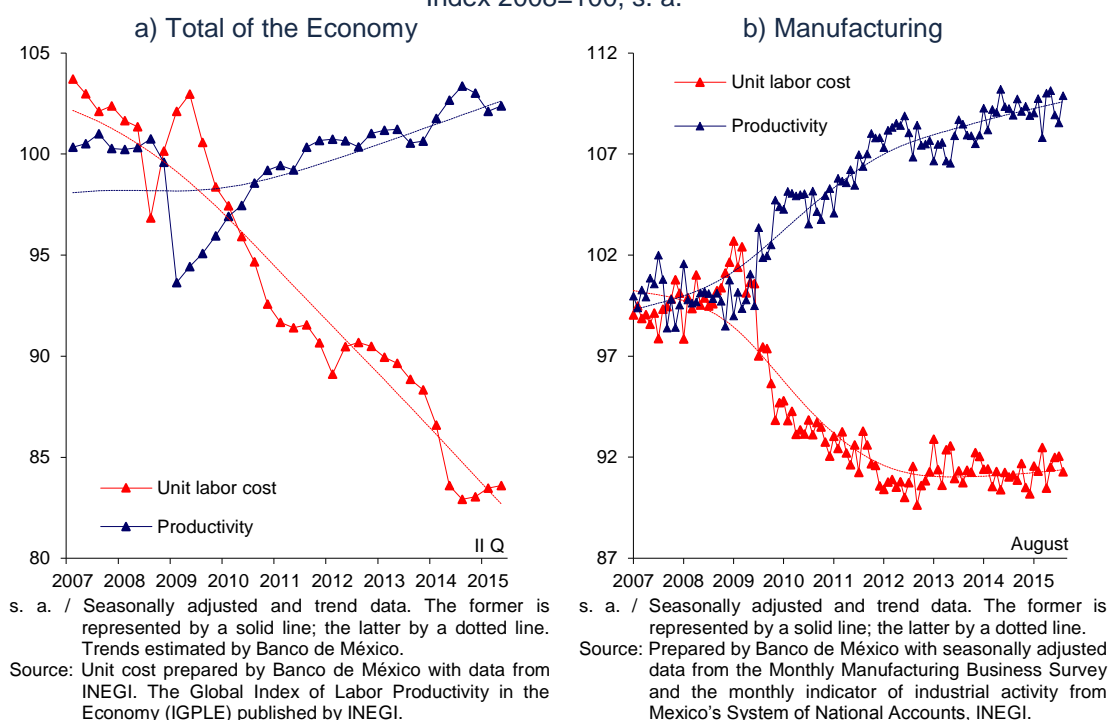 Index 2008=100, s. a.
a) Total of the Economy
105
100
95
90
85
80
Unit labor cost
Productivity
II Q
2007 2008 2009 2010 2011 2012 2013 2014 2015
s. a. / Seasonally adjusted and trend data. The former is
represented by a solid line; the latter by a dotted line.
Trends estimated by Banco de México.
Source: Unit cost prepared by Banco de México with data from
INEGI. The Global Index of Labor Productivity in the
Economy (IGPLE) published by INEGI.
b) Manufacturing
112
107
102
97
92
87
Unit labor cost
Productivity
August
2007 2008 2009 2010 2011 2012 2013 2014 2015
s. a. / Seasonally adjusted and trend data. The former is
represented by a solid line; the latter by a dotted line.
Source: Prepared by Banco de México with seasonally adjusted
data from the Monthly Manufacturing Business Survey
and the monthly indicator of industrial activity from
Mexico's System of National Accounts, INEGI.